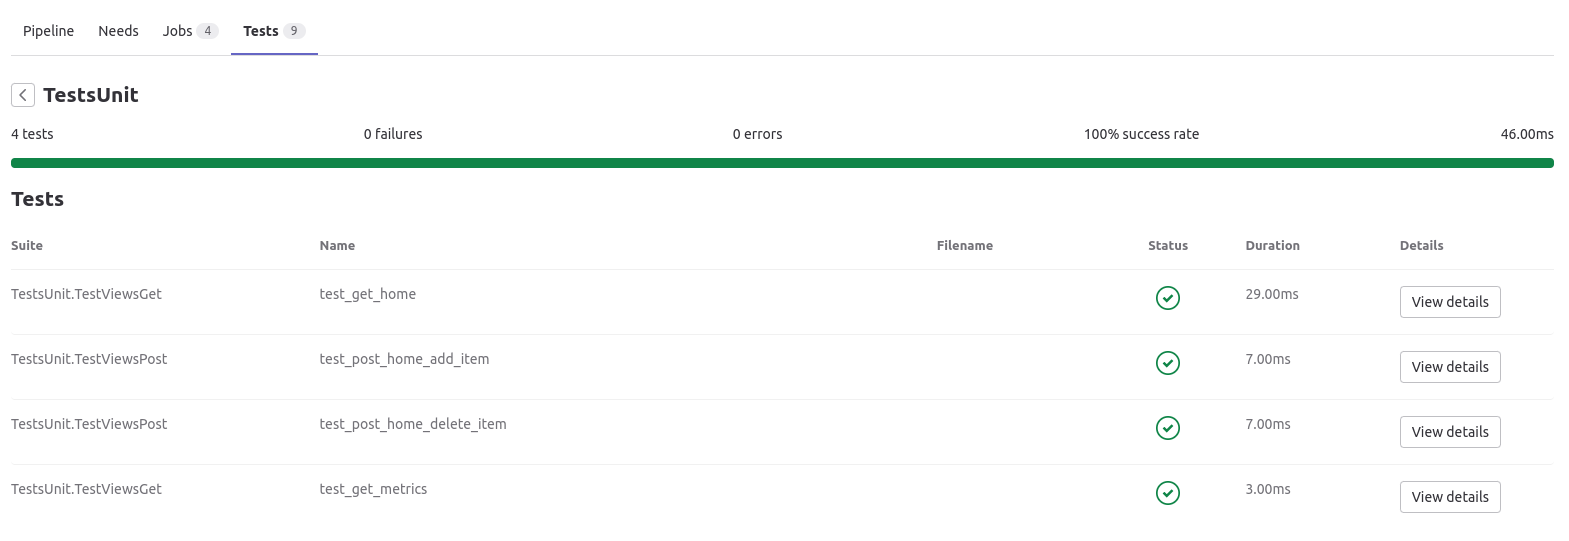 Pipeline Needs Jobs 4 Tests 9
TestsUnit
4 tests 0 failures 0 errors 100% success rate 46.00ms
Tests
Suite Name Filename Status Duration Details
TestsUnit.TestViewsGet test_get_home 29.00ms View details
TestsUnit.TestViewsPost test_post_home_add_item 7.00ms View details
TestsUnit.TestViewsPost test_post_home_delete_item 7.00ms View details
TestsUnit.TestViewsGet test_get_metrics 3.00ms View details